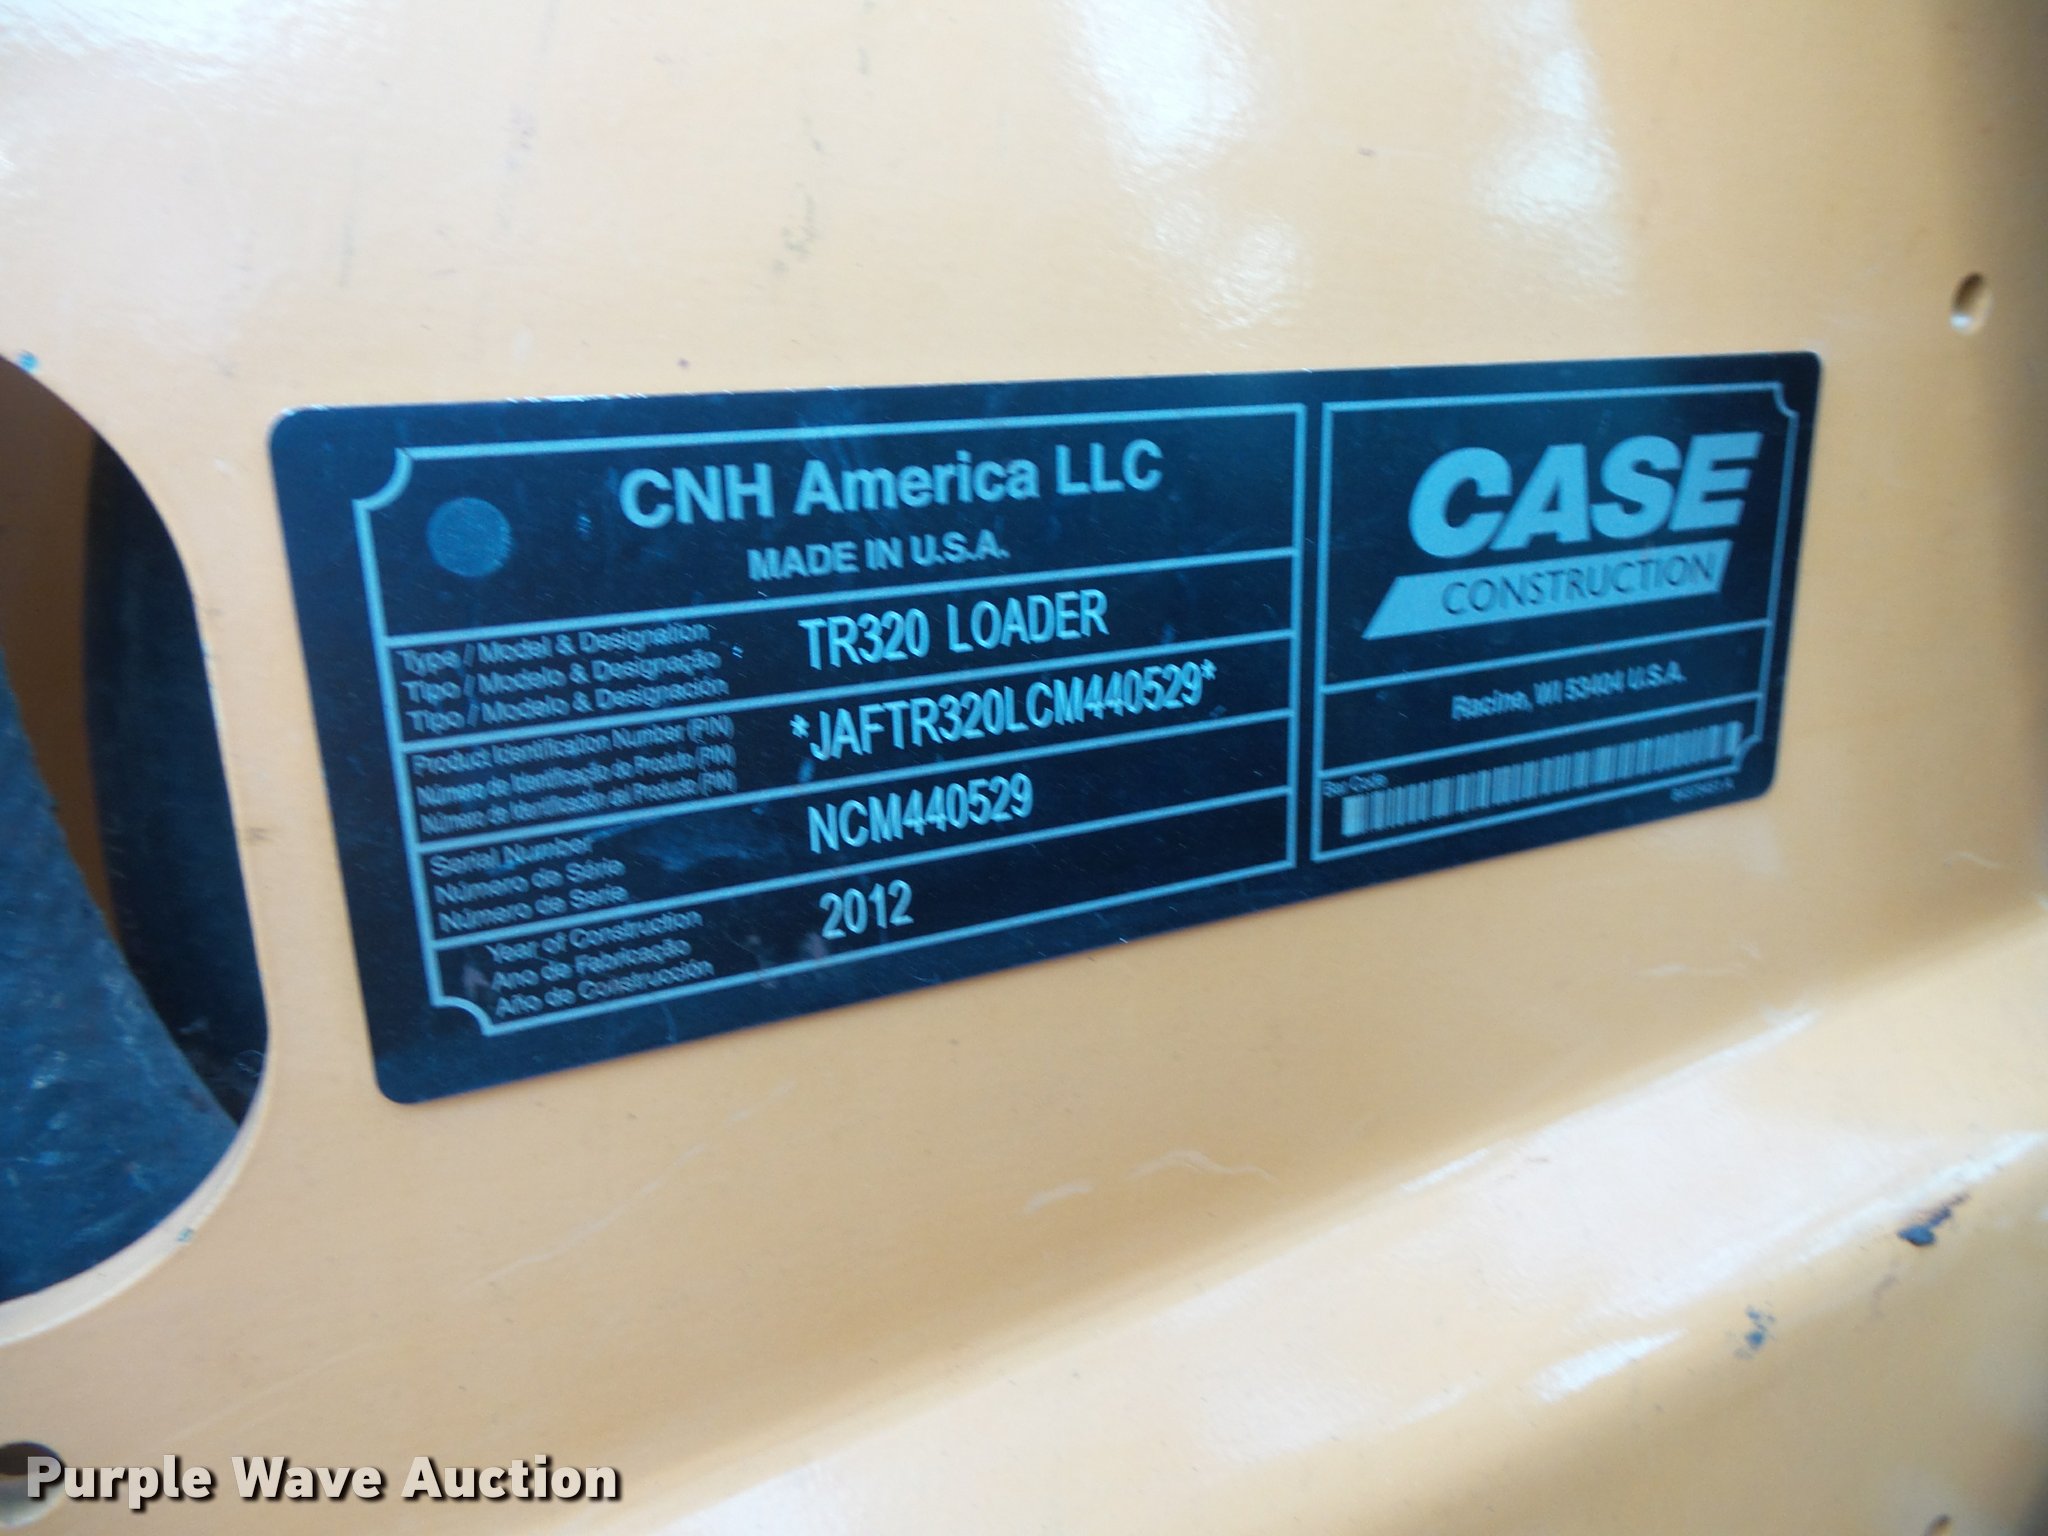 CNH America LLC
MADE IN U.S.A.
Type / Model & Designation
Tipo / Modelo & Designação
Tipo / Modelo & Designación
TR320 LOADER
Product Identification Number (PIN)
Número de Identificação do Produto (PIN)
Número de Identificación del Producto (PIN)
*JAFTR320LCM440529*
Serial Number
Número de Série
Número de Serie
NCM440529
Year of Construction
Ano de Fabricação
Año de Construcción
2012
CASE
CONSTRUCTION
Racine, WI 53404 U.S.A.
Bar Code
Purple Wave Auction